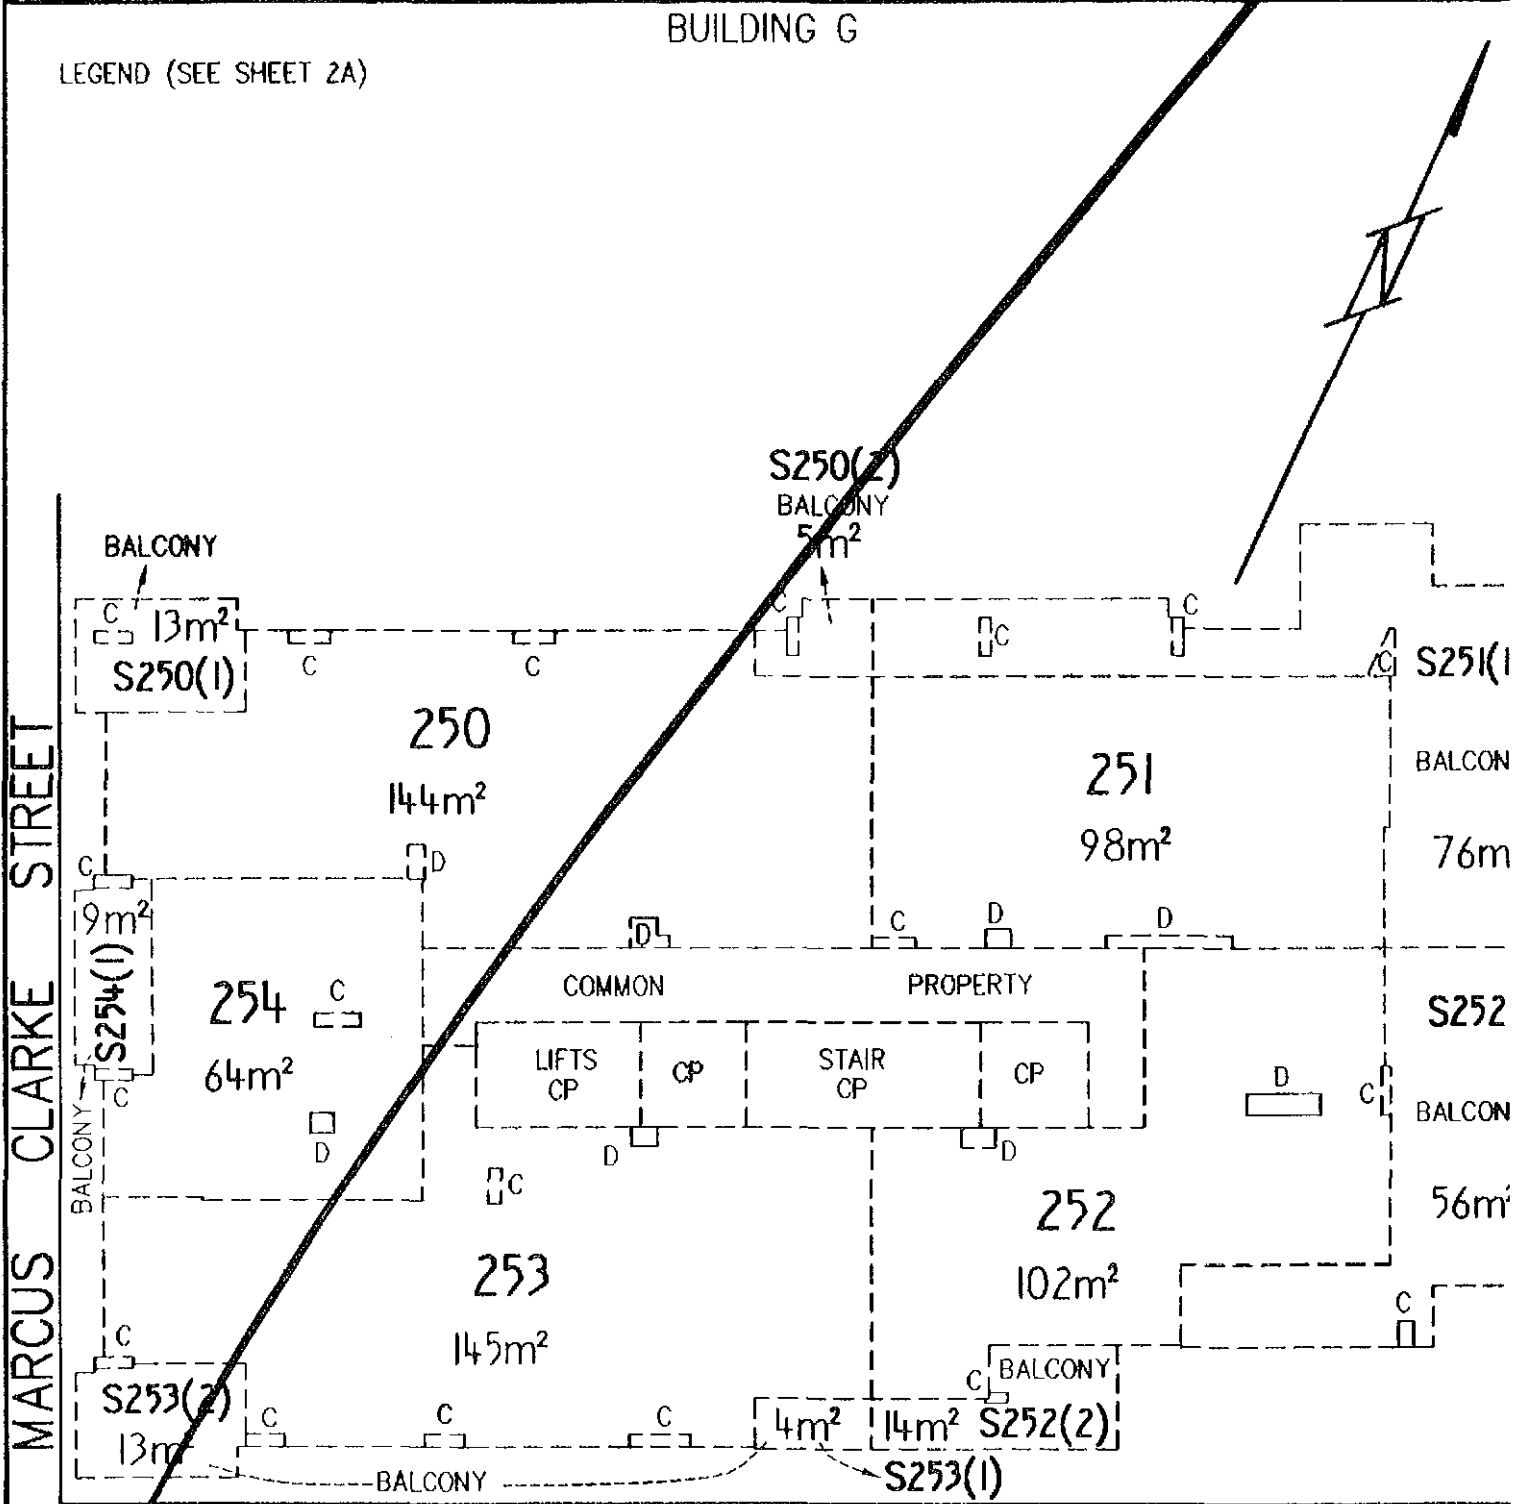 BUILDING G
LEGEND (SEE SHEET 2A)
N
S250(2)
BALCONY
5m²
BALCONY
C
13m²
S250(1)
C
C
C
C
C
C
S251(1
250
144m²
251
98m²
BALCON
76m
MARCUS CLARKE STREET
C
D
9m²
S254(1)
BALCONY
C
D
C
D
D
COMMON PROPERTY
254
64m²
C
D
LIFTS
CP
CP
STAIR
CP
CP
D
C
S252
BALCON
56m²
D
D
C
253
145m²
252
102m²
C
C
S253(2)
13m
C
C
C
BALCONY
4m²
S253(1)
C
BALCONY
14m² S252(2)